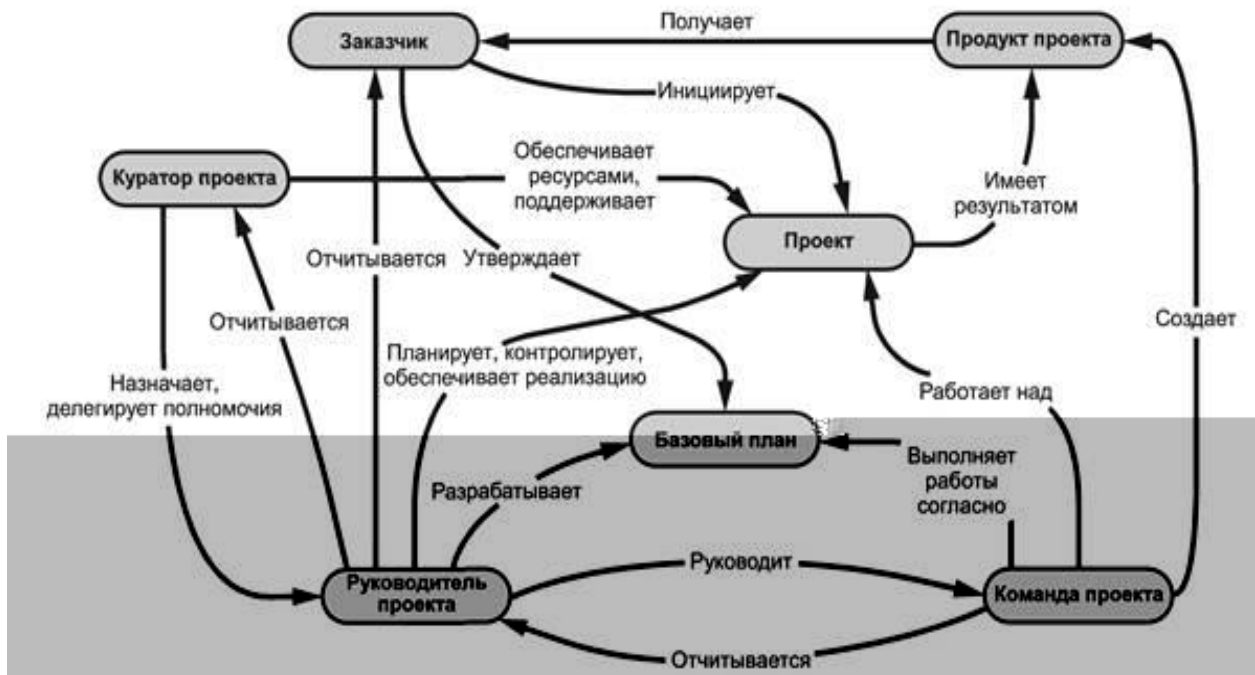 Получает
Заказчик
Продукт проекта
Инициирует
Обеспечивает
ресурсами,
поддерживает
Куратор проекта
Имеет
результатом
Проект
Отчитывается
Утверждает
Отчитывается
Создает
Планирует, контролирует,
обеспечивает реализацию
Назначает,
делегирует полномочия
Работает над
Базовый план
Выполняет
работы
согласно
Разрабатывает
Руководит
Руководитель
проекта
Команда проекта
Отчитывается